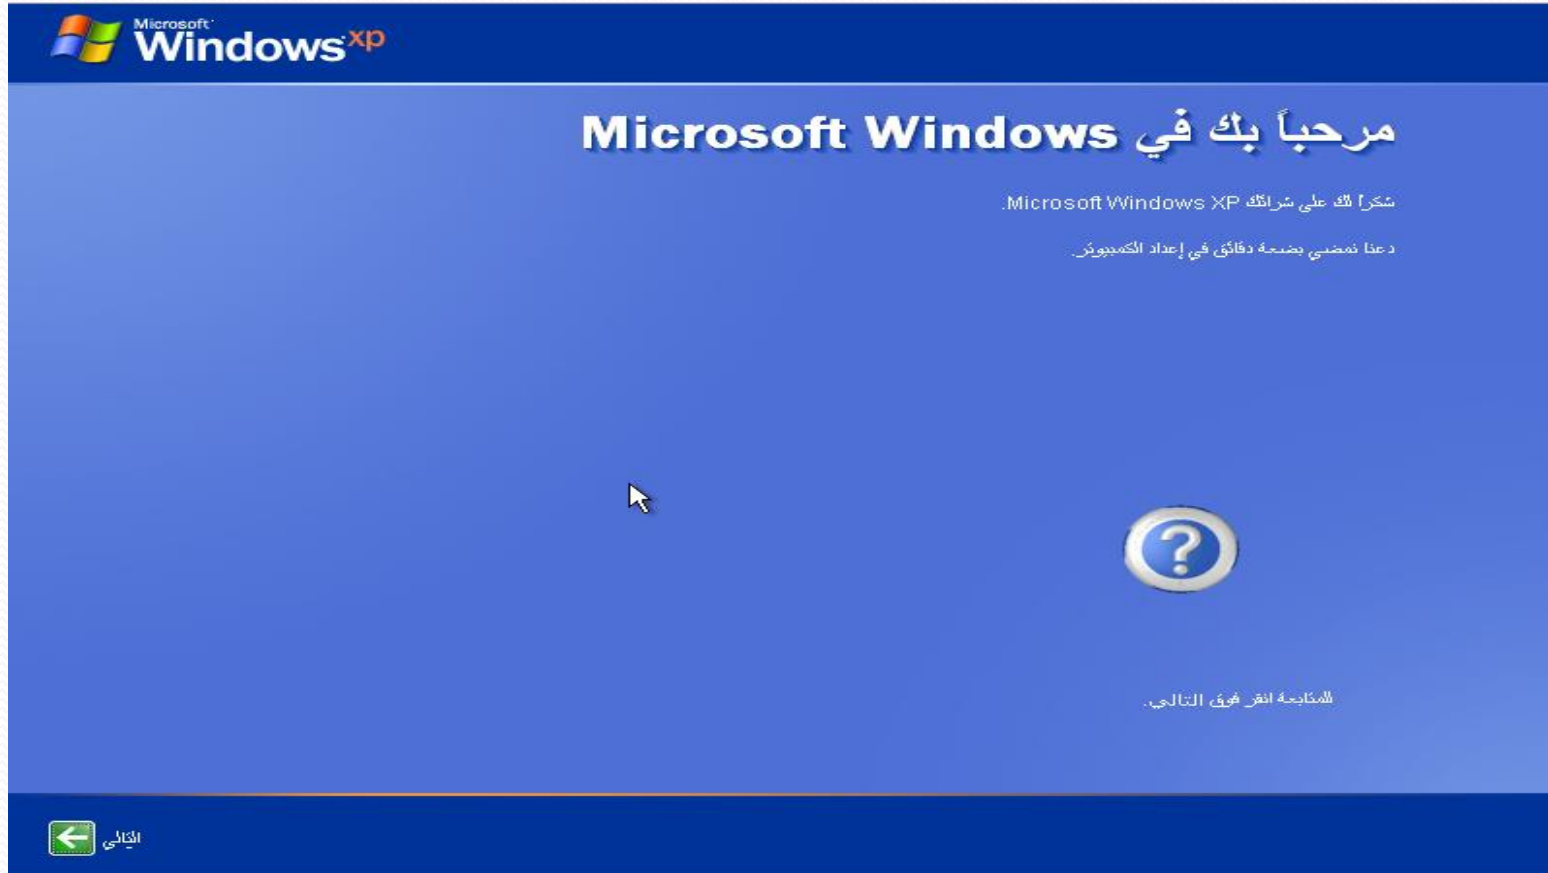 Microsoft
Windows xp
مرحباً بك في Microsoft Windows
شكراً لك على شرائك Microsoft Windows XP.
دعنا نمضي بضعة دقائق في إعداد الكمبيوتر.
للمتابعة انقر فوق التالي.
التالي